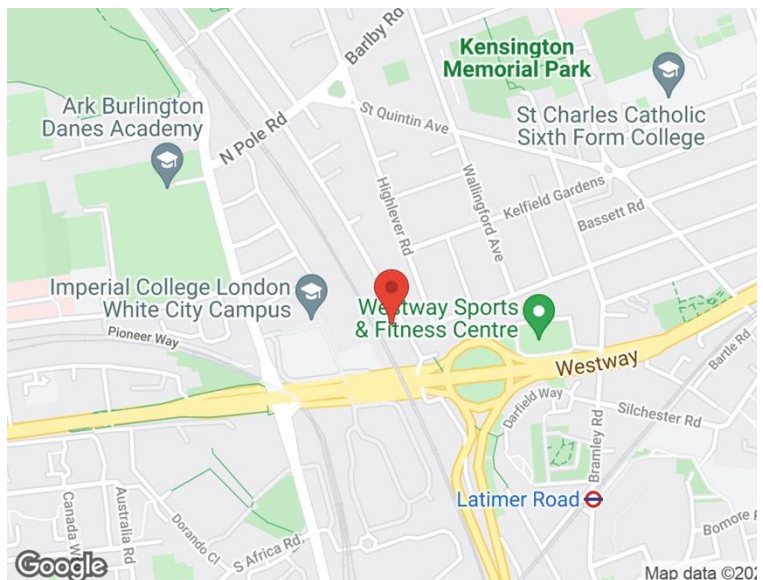 Barlby Rd
Kensington
Memorial Park
Ark Burlington
Danes Academy
N Pole Rd
St Quintin Ave
St Charles Catholic
Sixth Form College
Highlever Rd
Wallingford Ave
Kelfield Gardens
Bassett Rd
Imperial College London
White City Campus
Westway Sports
& Fitness Centre
Pioneer Way
Westway
Bartle Rd
Darfield Way
Silchester Rd
Bramley Rd
Latimer Road
Canada W
Australia Rd
Dorando Cl
S Africa Rd
Bomore R
Google
Map data ©202